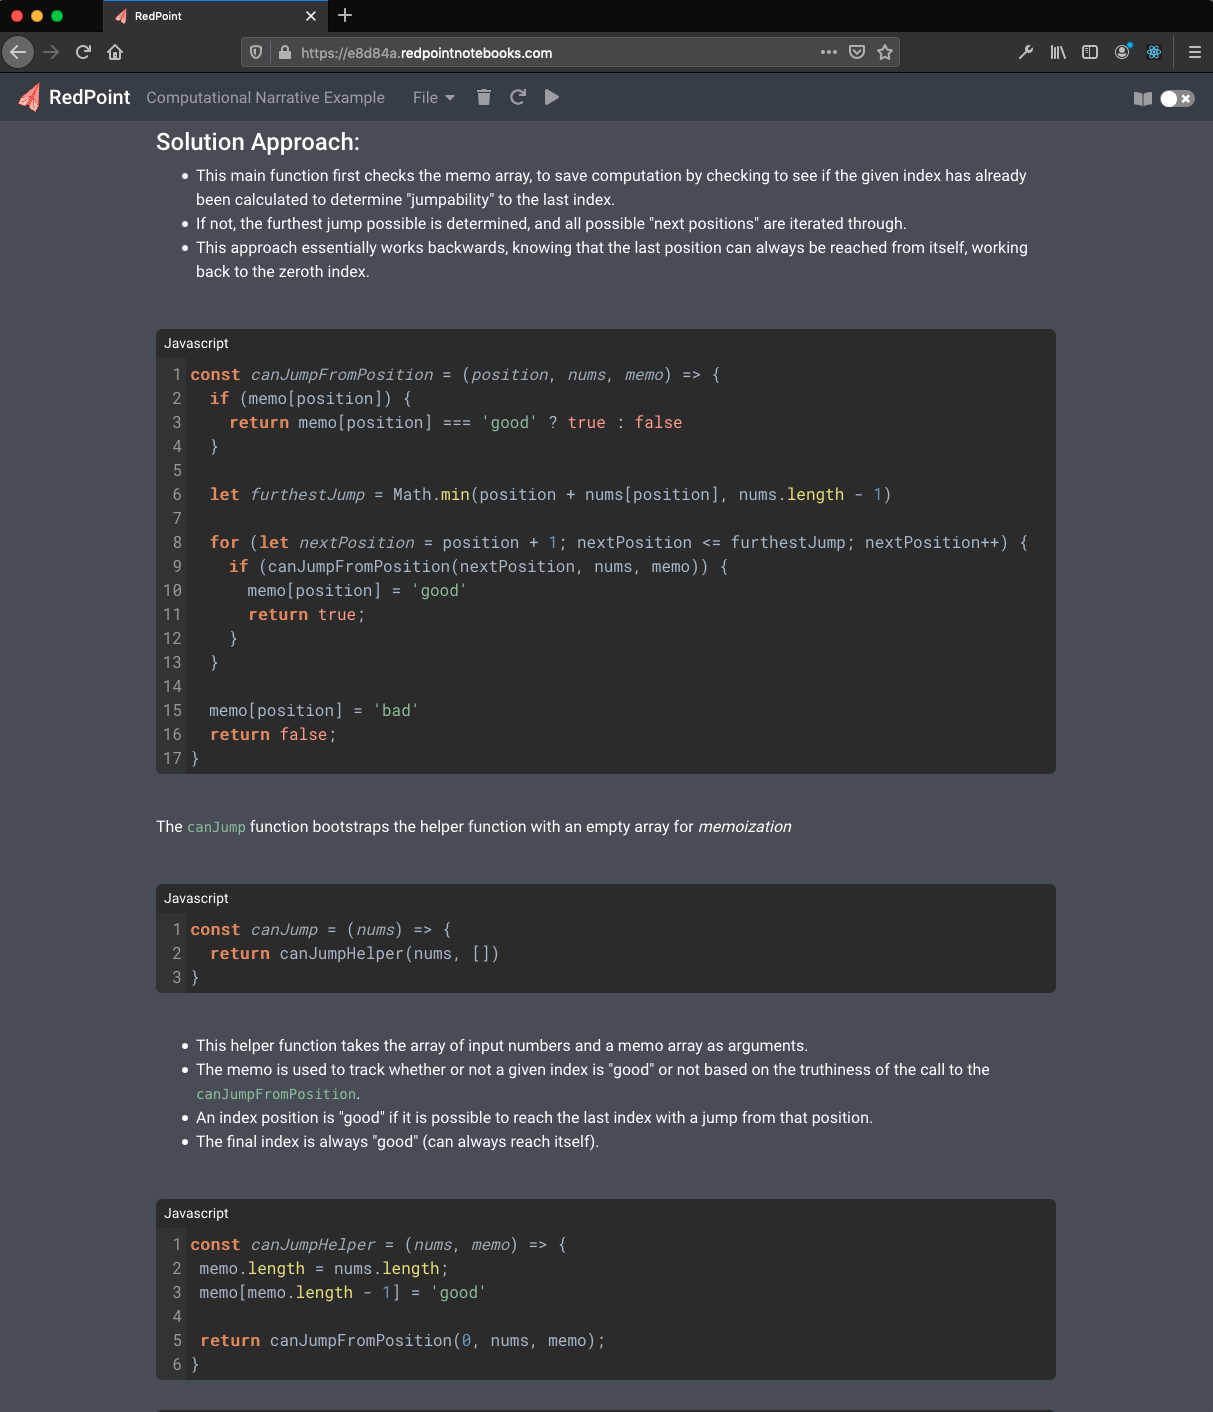 RedPoint
https://e8d84a.redpointnotebooks.com
RedPoint Computational Narrative Example File
Solution Approach:
• This main function first checks the memo array, to save computation by checking to see if the given index has already
been calculated to determine "jumpability" to the last index.
• If not, the furthest jump possible is determined, and all possible "next positions" are iterated through.
• This approach essentially works backwards, knowing that the last position can always be reached from itself, working
back to the zeroth index.
Javascript
1 const canJumpFromPosition = (position, nums, memo) => {
2   if (memo[position]) {
3     return memo[position] === 'good' ? true : false
4   }
5
6   let furthestJump = Math.min(position + nums[position], nums.length - 1)
7
8   for (let nextPosition = position + 1; nextPosition <= furthestJump; nextPosition++) {
9     if (canJumpFromPosition(nextPosition, nums, memo)) {
10       memo[position] = 'good'
11       return true;
12     }
13   }
14
15   memo[position] = 'bad'
16   return false;
17 }
The canJump function bootstraps the helper function with an empty array for memoization
Javascript
1 const canJump = (nums) => {
2   return canJumpHelper(nums, [])
3 }
• This helper function takes the array of input numbers and a memo array as arguments.
• The memo is used to track whether or not a given index is "good" or not based on the truthiness of the call to the
canJumpFromPosition.
• An index position is "good" if it is possible to reach the last index with a jump from that position.
• The final index is always "good" (can always reach itself).
Javascript
1 const canJumpHelper = (nums, memo) => {
2  memo.length = nums.length;
3  memo[memo.length - 1] = 'good'
4
5  return canJumpFromPosition(0, nums, memo);
6 }